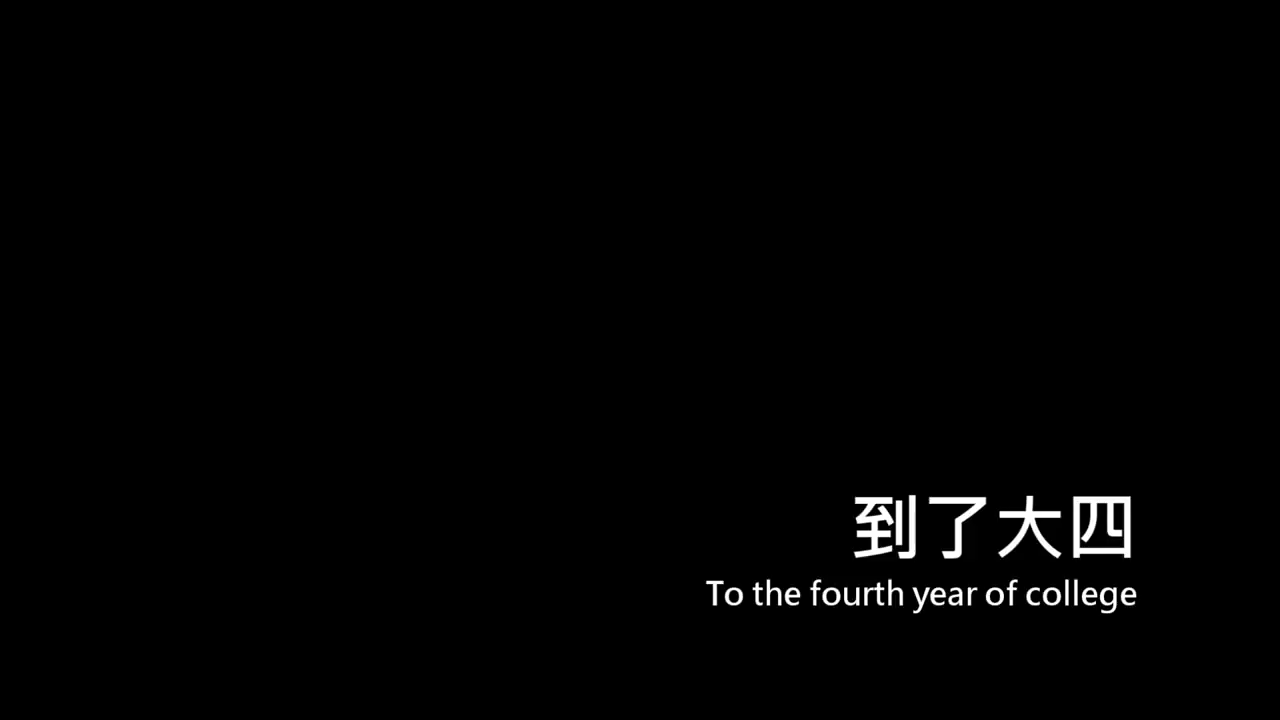 到了大四
To the fourth year of college